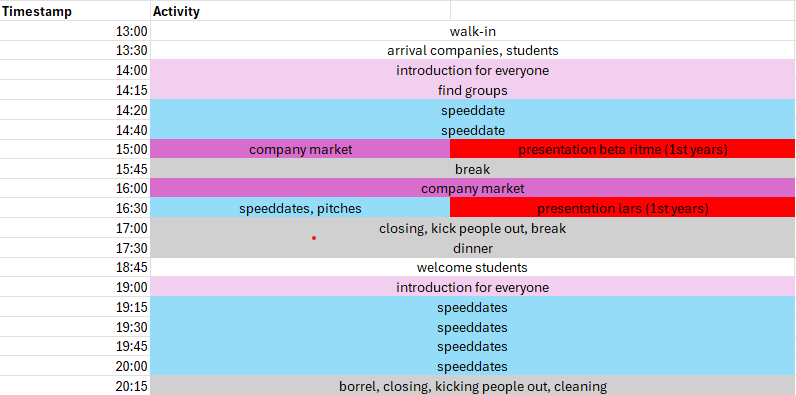 Timestamp Activity
13:00 walk-in
13:30 arrival companies, students
14:00 introduction for everyone
14:15 find groups
14:20 speeddate
14:40 speeddate
15:00 company market presentation beta ritme (1st years)
15:45 break
16:00 company market
16:30 speeddates, pitches presentation lars (1st years)
17:00 closing, kick people out, break
17:30 dinner
18:45 welcome students
19:00 introduction for everyone
19:15 speeddates
19:30 speeddates
19:45 speeddates
20:00 speeddates
20:15 borrel, closing, kicking people out, cleaning